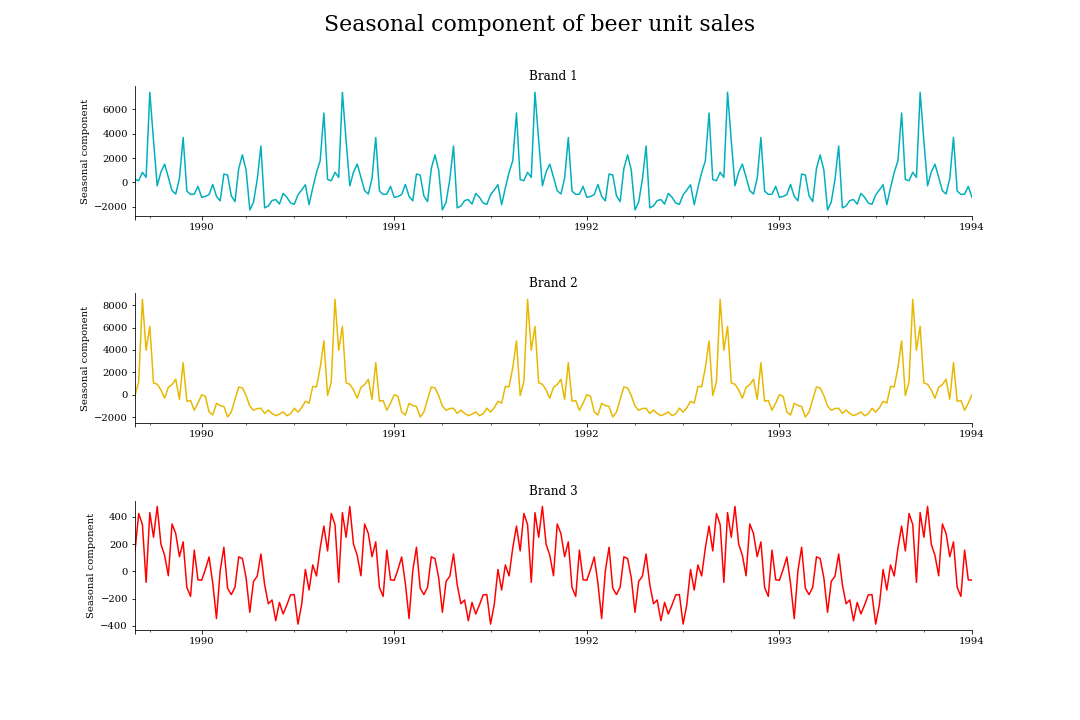 Seasonal component of beer unit sales
Brand 1
Seasonal component
6000
4000
2000
0
−2000
1990 1991 1992 1993 1994
Brand 2
Seasonal component
8000
6000
4000
2000
0
−2000
1990 1991 1992 1993 1994
Brand 3
Seasonal component
400
200
0
−200
−400
1990 1991 1992 1993 1994